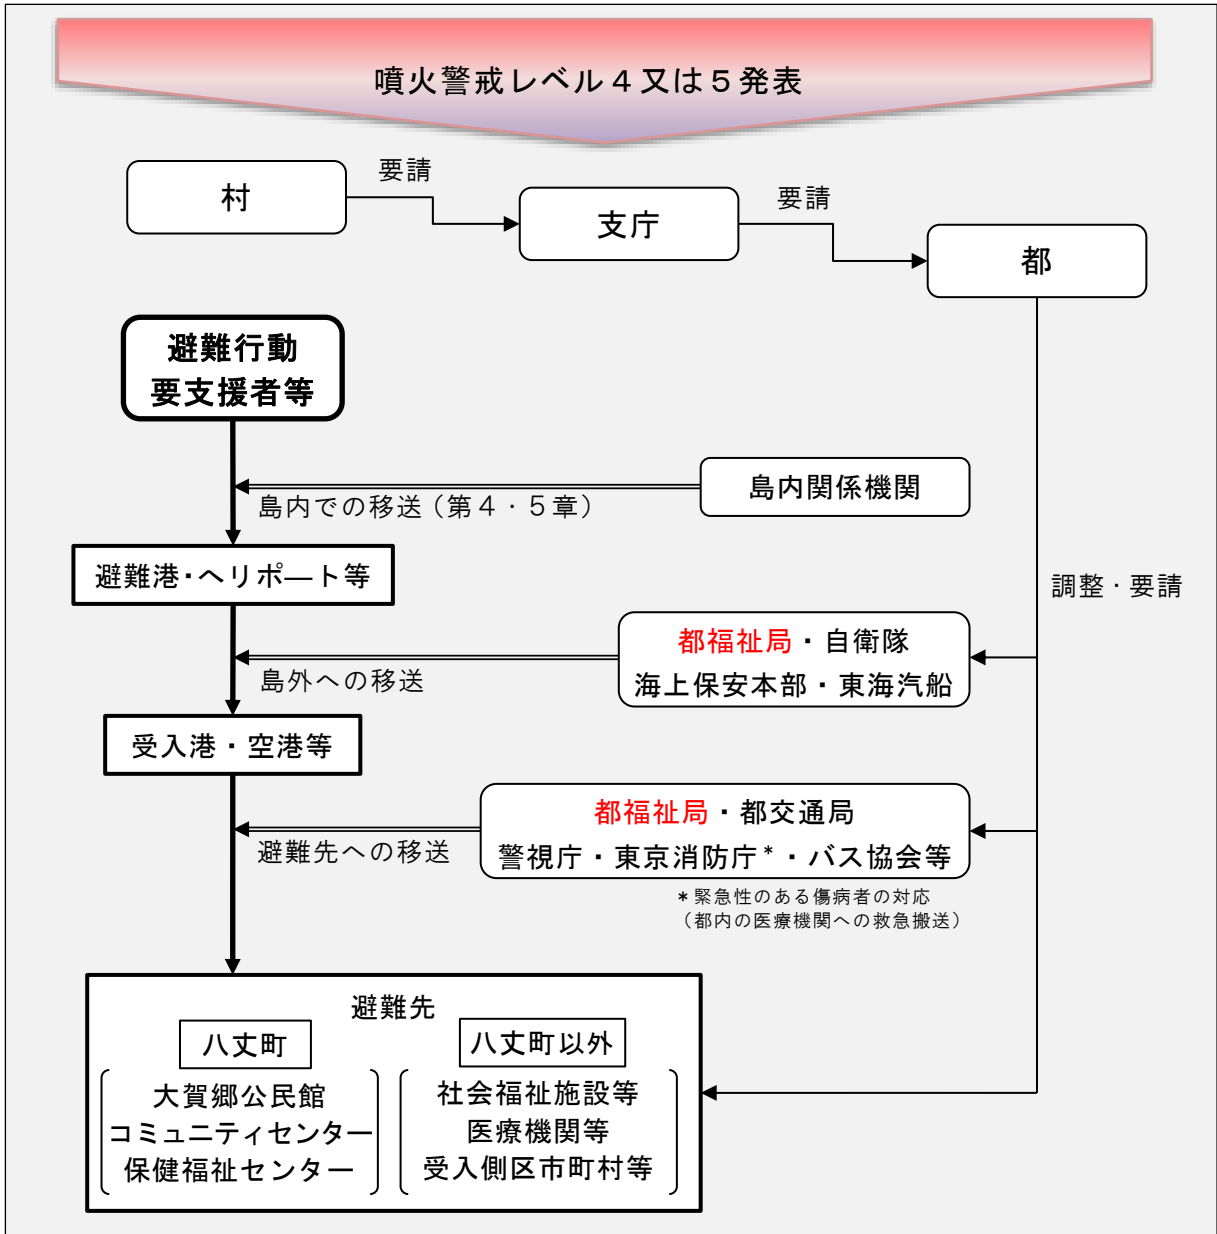 噴火警戒レベル４又は５発表
村
要請
支庁
要請
都
避難行動
要支援者等
島内関係機関
島内での移送（第４・５章）
避難港・ヘリポート等
調整・要請
都福祉局・自衛隊
海上保安本部・東海汽船
島外への移送
受入港・空港等
都福祉局・都交通局
警視庁・東京消防庁*・バス協会等
避難先への移送
*緊急性のある傷病者の対応
（都内の医療機関への救急搬送）
避難先
八丈町
大賀郷公民館
コミュニティセンター
保健福祉センター
八丈町以外
社会福祉施設等
医療機関等
受入側区市町村等